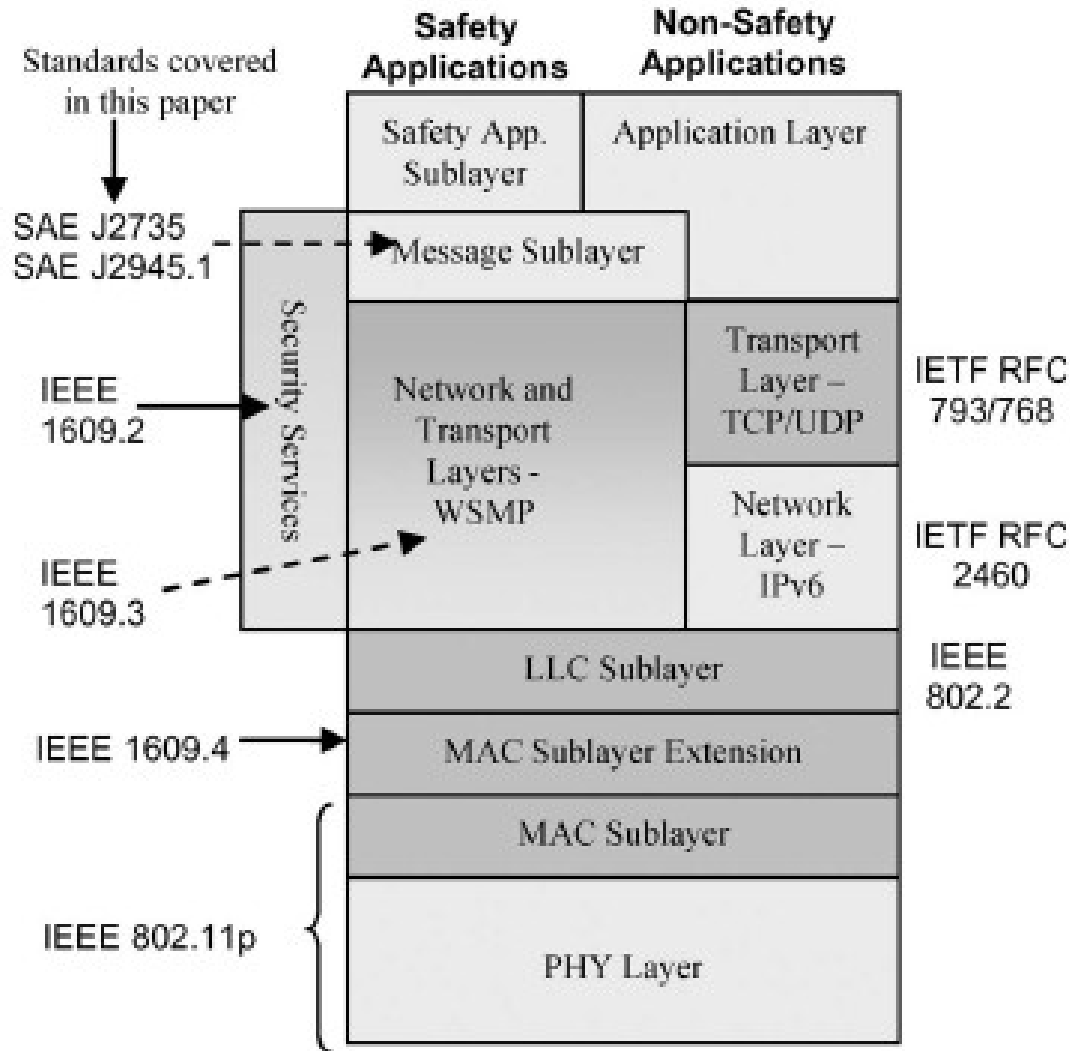 Safety
Applications
Non-Safety
Applications
Standards covered
in this paper
Safety App.
Sublayer
Application Layer
SAE J2735
SAE J2945.1
Message Sublayer
Security Services
IEEE
1609.2
Network and
Transport
Layers -
WSMP
Transport
Layer –
TCP/UDP
IETF RFC
793/768
IEEE
1609.3
Network
Layer –
IPv6
IETF RFC
2460
LLC Sublayer
IEEE
802.2
IEEE 1609.4
MAC Sublayer Extension
MAC Sublayer
IEEE 802.11p
PHY Layer